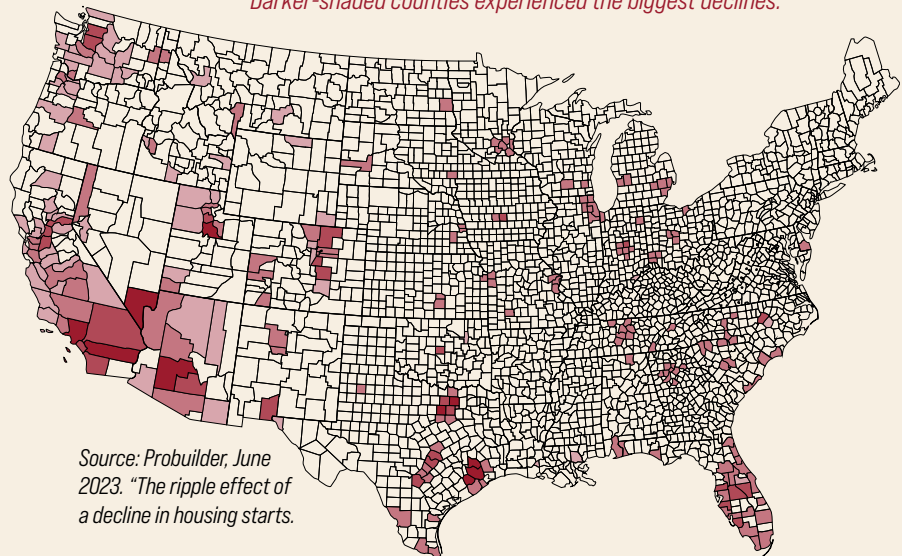 Darker-shaded counties experienced the biggest declines.
Source: Probuilder, June
2023. “The ripple effect of
a decline in housing starts.